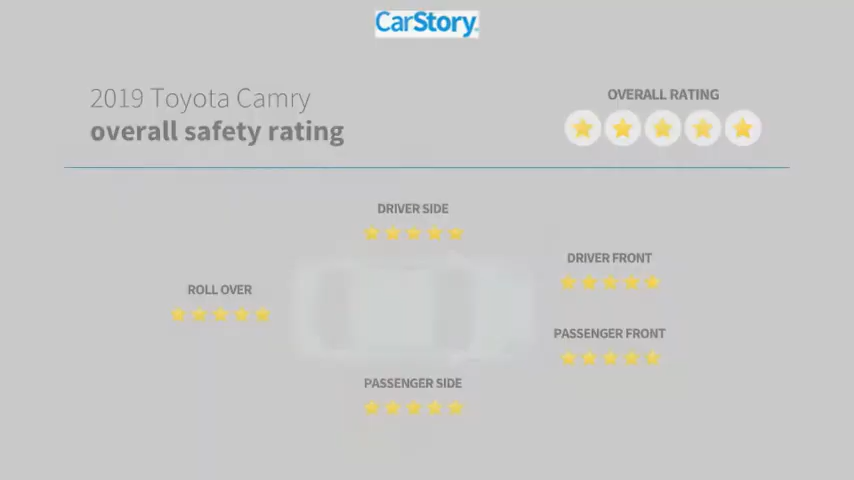 CarStory
2019 Toyota Camry
overall safety rating
OVERALL RATING
DRIVER SIDE
DRIVER FRONT
ROLL OVER
PASSENGER FRONT
PASSENGER SIDE